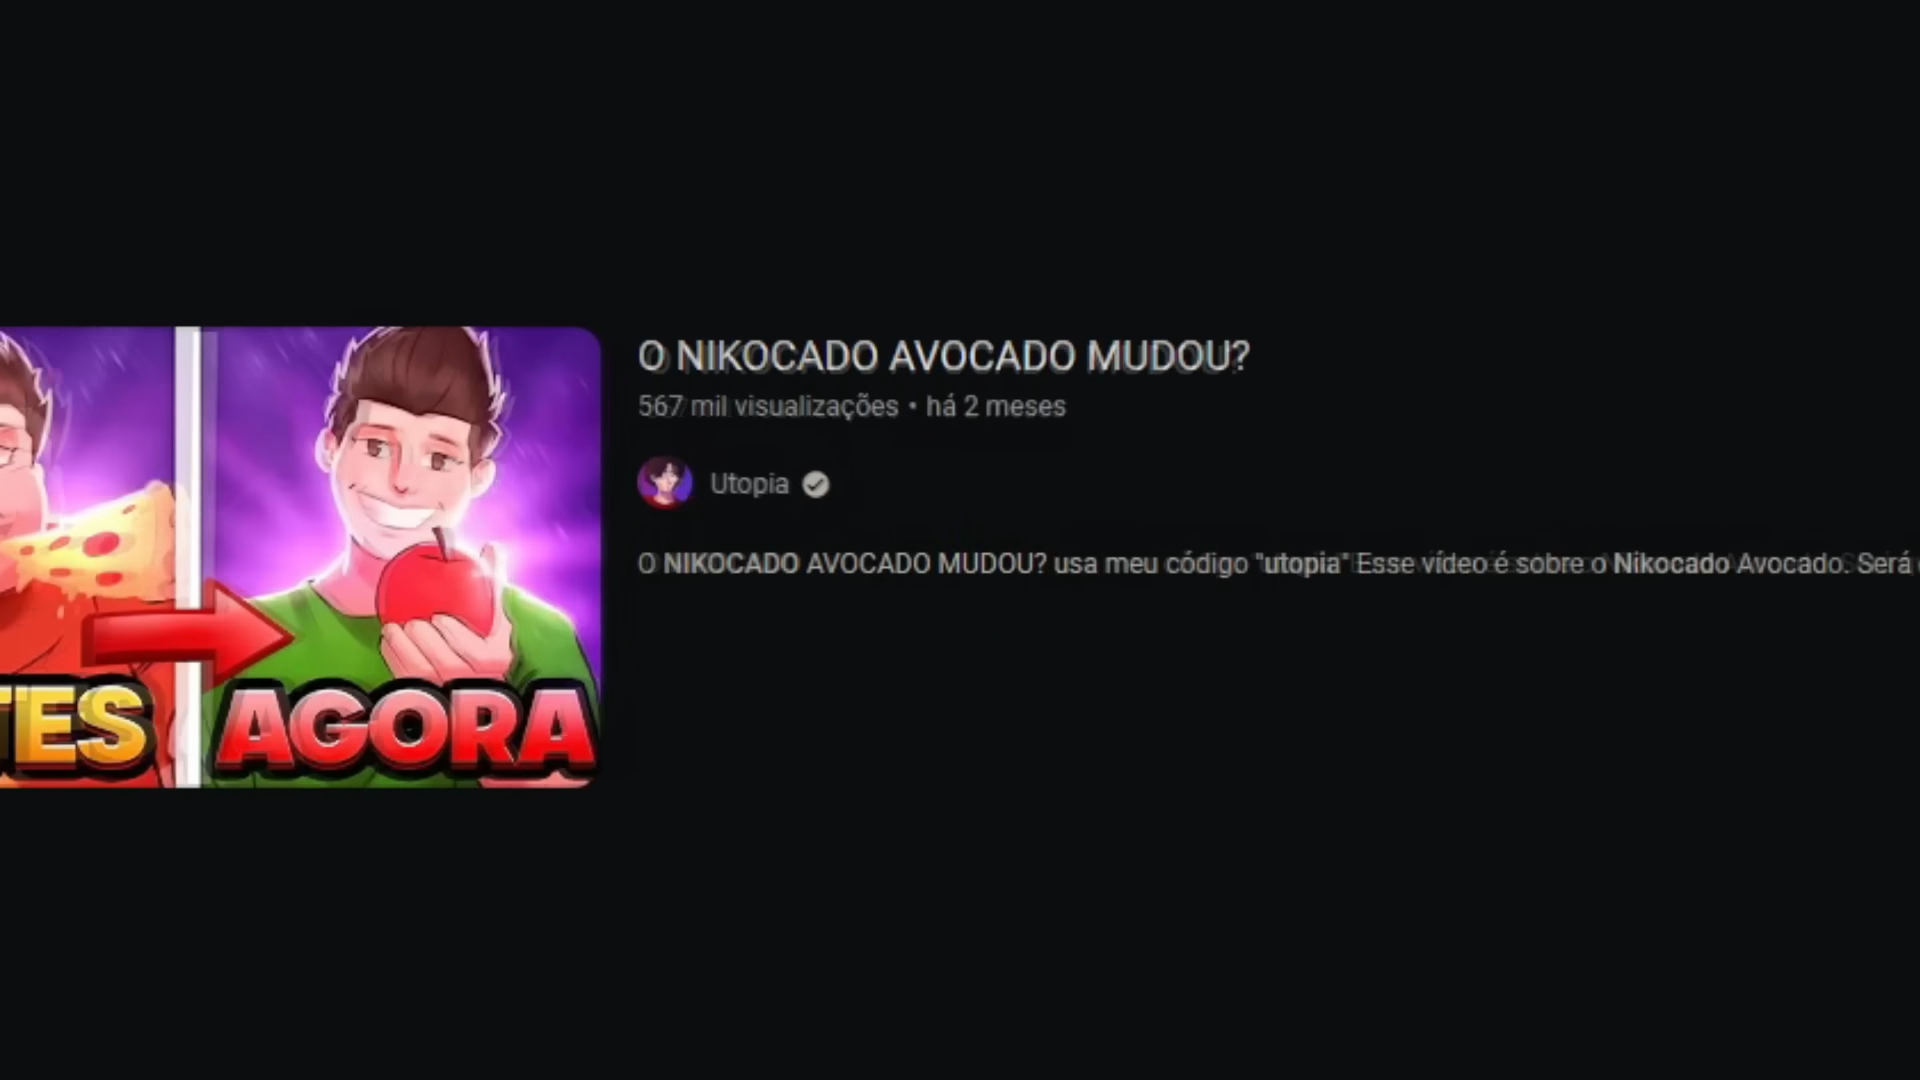 O NIKOCADO AVOCADO MUDOU?
567 mil visualizações • há 2 meses
Utopia
O NIKOCADO AVOCADO MUDOU? usa meu código "utopia" Esse vídeo é sobre o Nikocado Avocado. Será
TES
AGORA